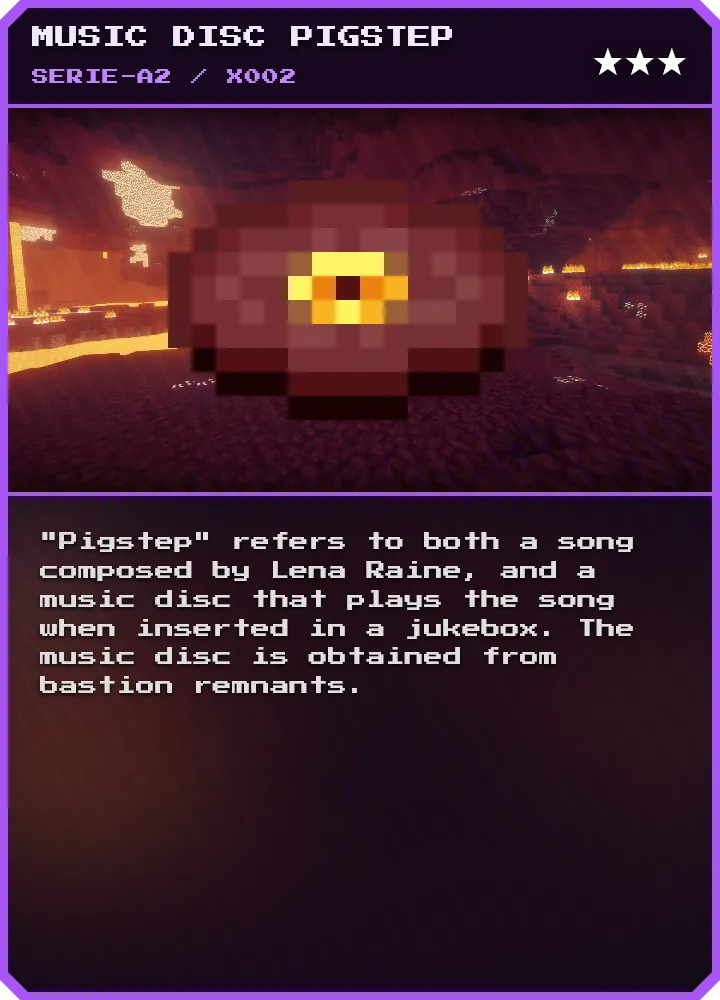 MUSIC DISC PIGSTEP
SERIE-A2 / X002
★★★
"Pigstep" refers to both a song
composed by Lena Raine, and a
music disc that plays the song
when inserted in a jukebox. The
music disc is obtained from
bastion remnants.